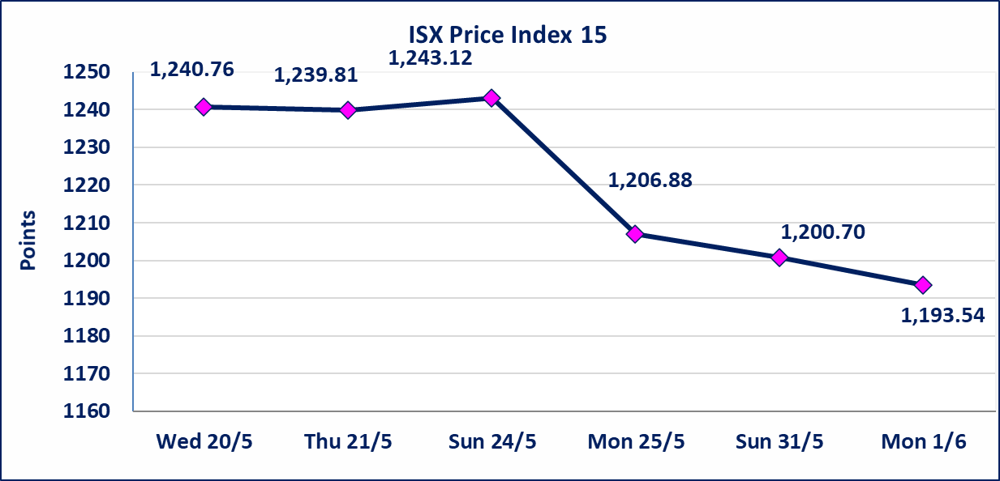 ISX Price Index 15
1,240.76
1,239.81
1,243.12
1,206.88
1,200.70
1,193.54
1250
1240
1230
1220
1210
1200
1190
1180
1170
1160
Points
Wed 20/5
Thu 21/5
Sun 24/5
Mon 25/5
Sun 31/5
Mon 1/6